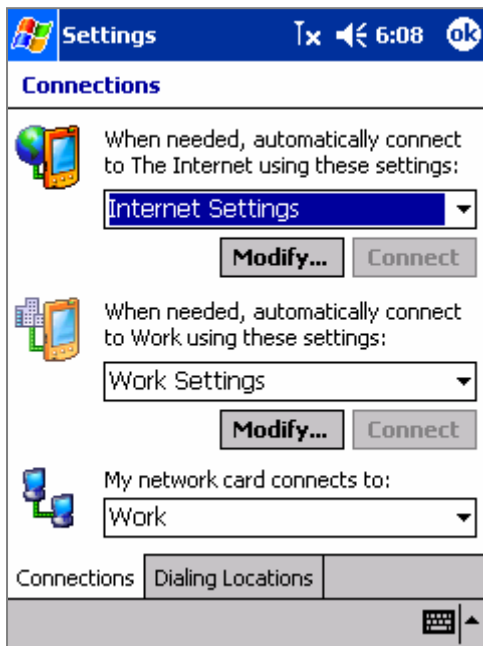 Settings 6:08 ok
Connections
When needed, automatically connect
to The Internet using these settings:
Internet Settings
Modify... Connect
When needed, automatically connect
to Work using these settings:
Work Settings
Modify... Connect
My network card connects to:
Work
Connections Dialing Locations